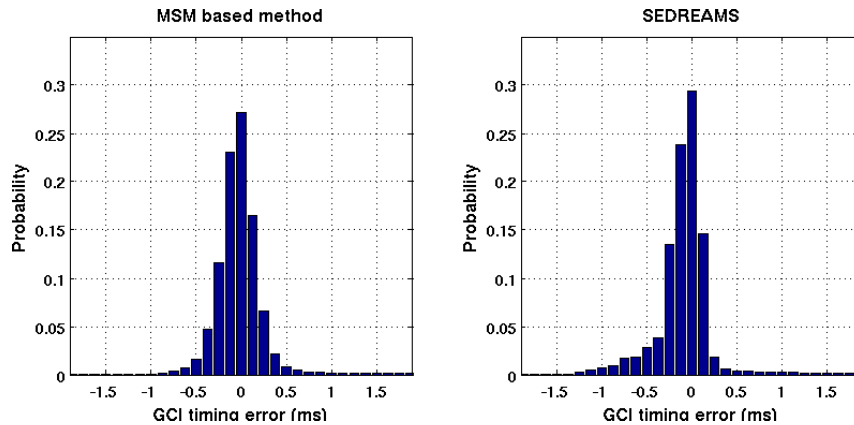 MSM based method
Probability
0.3
0.25
0.2
0.15
0.1
0.05
0
-1.5 -1 -0.5 0 0.5 1 1.5
GCI timing error (ms)
SEDREAMS
Probability
0.3
0.25
0.2
0.15
0.1
0.05
0
-1.5 -1 -0.5 0 0.5 1 1.5
GCI timing error (ms)